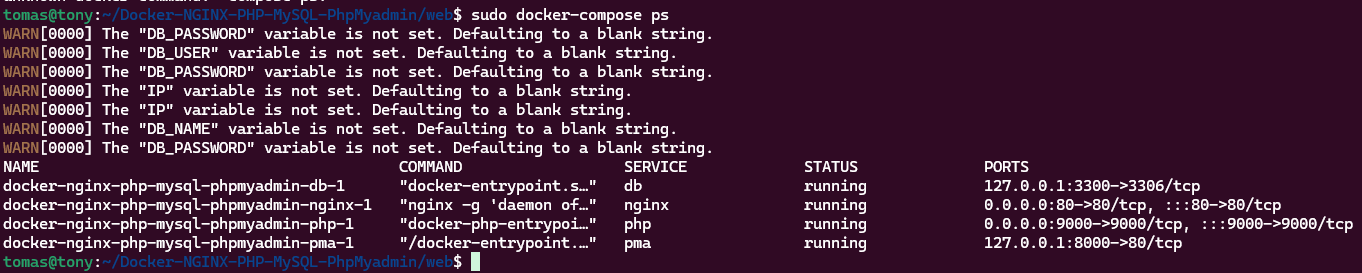 tomas@tony:~/Docker-NGINX-PHP-MySQL-PhpMyadmin/web$ sudo docker-compose ps
WARN[0000] The "DB_PASSWORD" variable is not set. Defaulting to a blank string.
WARN[0000] The "DB_USER" variable is not set. Defaulting to a blank string.
WARN[0000] The "DB_PASSWORD" variable is not set. Defaulting to a blank string.
WARN[0000] The "IP" variable is not set. Defaulting to a blank string.
WARN[0000] The "IP" variable is not set. Defaulting to a blank string.
WARN[0000] The "DB_NAME" variable is not set. Defaulting to a blank string.
WARN[0000] The "DB_PASSWORD" variable is not set. Defaulting to a blank string.
NAME COMMAND SERVICE STATUS PORTS
docker-nginx-php-mysql-phpmyadmin-db-1 "docker-entrypoint.s…" db running 127.0.0.1:3300->3306/tcp
docker-nginx-php-mysql-phpmyadmin-nginx-1 "nginx -g 'daemon of…" nginx running 0.0.0.0:80->80/tcp, :::80->80/tcp
docker-nginx-php-mysql-phpmyadmin-php-1 "docker-php-entrypoi…" php running 0.0.0.0:9000->9000/tcp, :::9000->9000/tcp
docker-nginx-php-mysql-phpmyadmin-pma-1 "/docker-entrypoint.…" pma running 127.0.0.1:8000->80/tcp
tomas@tony:~/Docker-NGINX-PHP-MySQL-PhpMyadmin/web$